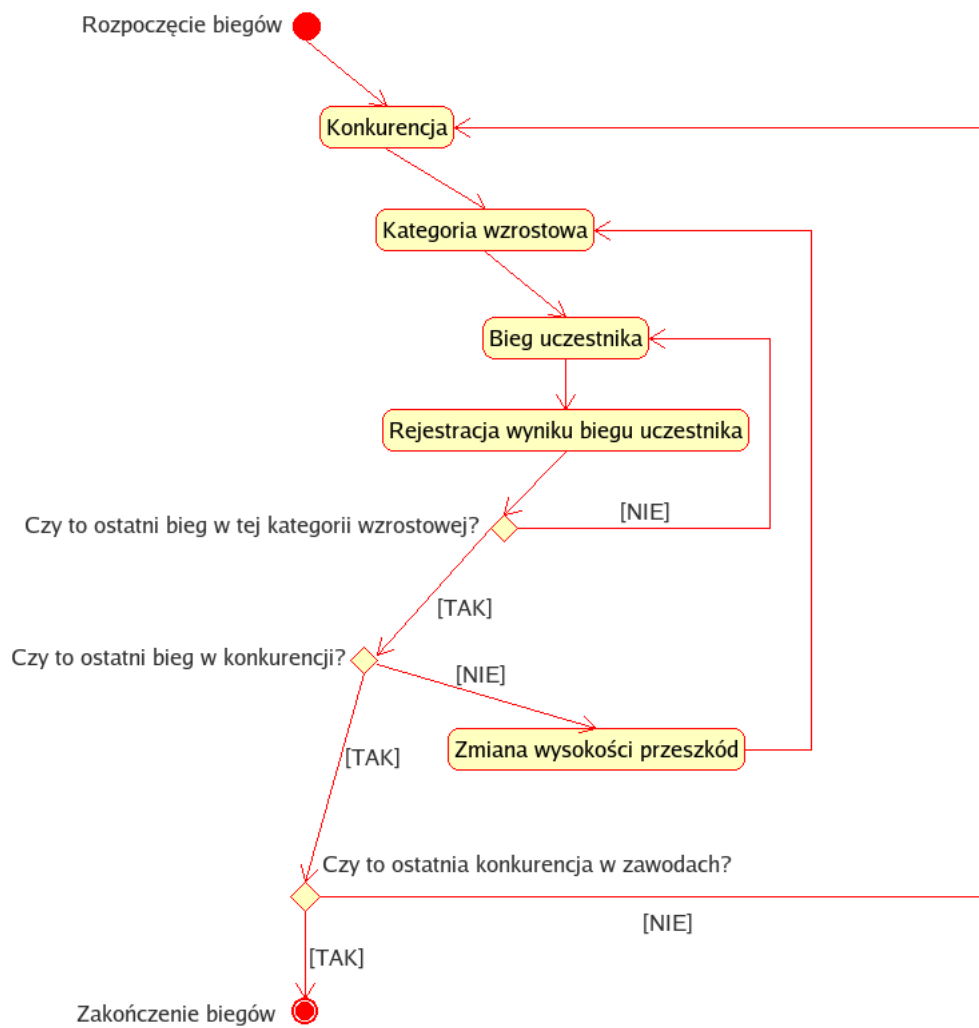 Rozpoczęcie biegów
Konkurencja
Kategoria wzrostowa
Bieg uczestnika
Rejestracja wyniku biegu uczestnika
Czy to ostatni bieg w tej kategorii wzrostowej?
[NIE]
[TAK]
Czy to ostatni bieg w konkurencji?
[NIE]
Zmiana wysokości przeszkód
[TAK]
Czy to ostatnia konkurencja w zawodach?
[NIE]
[TAK]
Zakończenie biegów